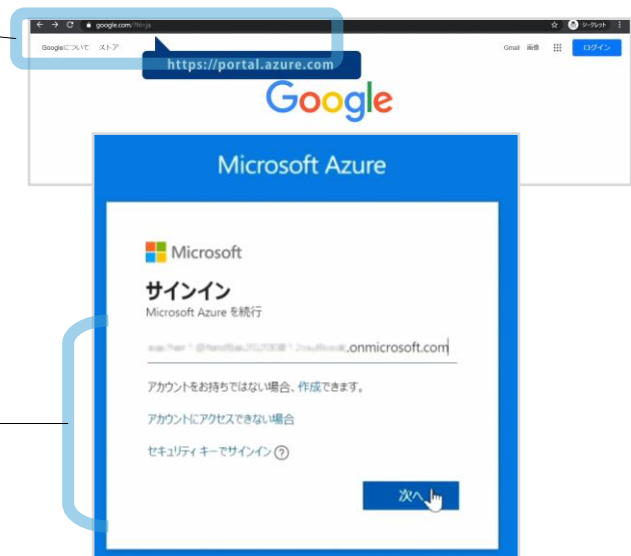 google.com/?hl=ja
シークレット
Googleについて ストア
Gmail 画像
ログイン
https://portal.azure.com
Google
Microsoft Azure
Microsoft
サインイン
Microsoft Azure を続行
.onmicrosoft.com
アカウントをお持ちではない場合、作成できます。
アカウントにアクセスできない場合
セキュリティ キーでサインイン
次へ